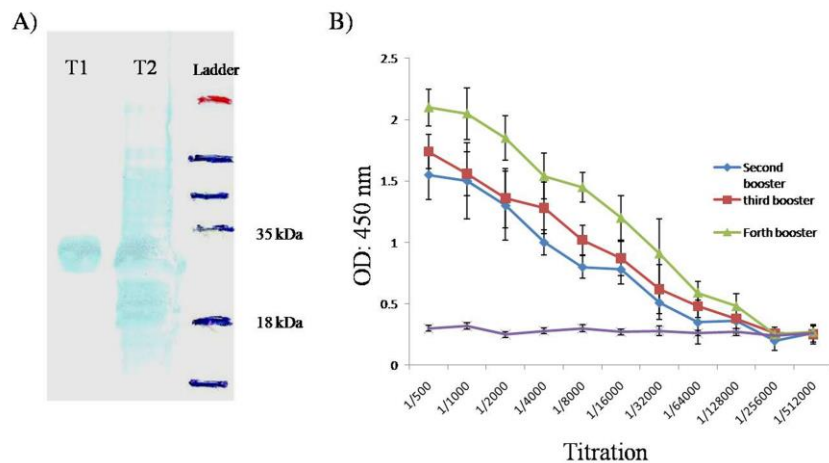 A)
T1
T2
Ladder
35 kDa
18 kDa
B)
2.5
2
1.5
1
0.5
0
OD: 450 nm
Second
booster
third booster
Forth booster
1/500
1/1000
1/2000
1/4000
1/8000
1/16000
1/32000
1/64000
1/128000
1/256000
1/512000
Titration